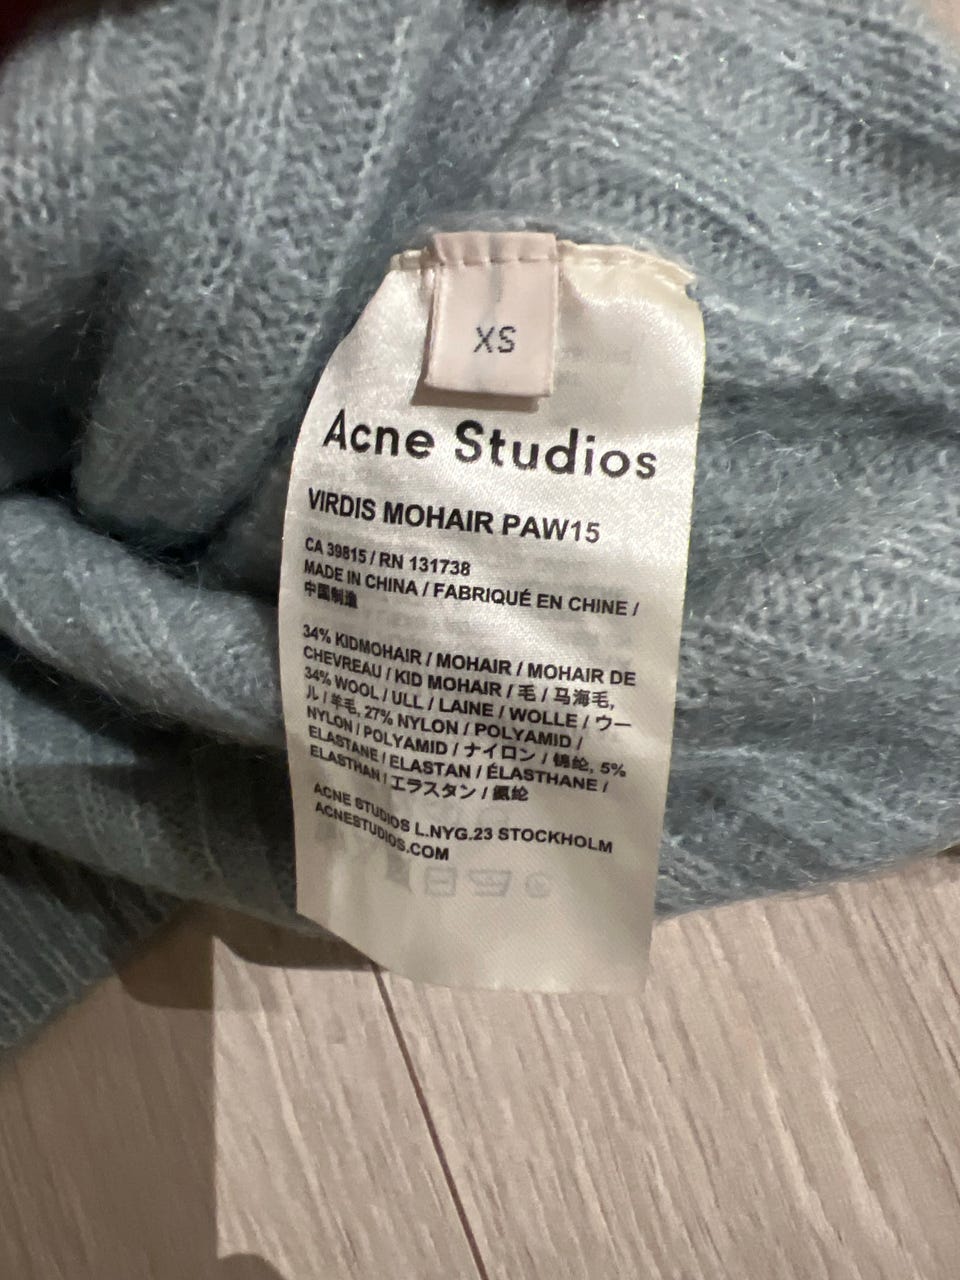 XS
Acne Studios
VIRDIS MOHAIR PAW15
CA 39815 / RN 131738
MADE IN CHINA / FABRIQUÉ EN CHINE /
中国制造
34% KIDMOHAIR / MOHAIR / MOHAIR DE
CHEVREAU / KID MOHAIR / 毛 / 马海毛,
34% WOOL / ULL / LAINE / WOLLE / ウー
ル / 羊毛, 27% NYLON / POLYAMID /
NYLON / POLYAMID / ナイロン / 锦纶, 5%
ELASTANE / ELASTAN / ÉLASTHANE /
ELASTHAN / エラスタン / 氨纶
ACNE STUDIOS L.NYG.23 STOCKHOLM
ACNESTUDIOS.COM